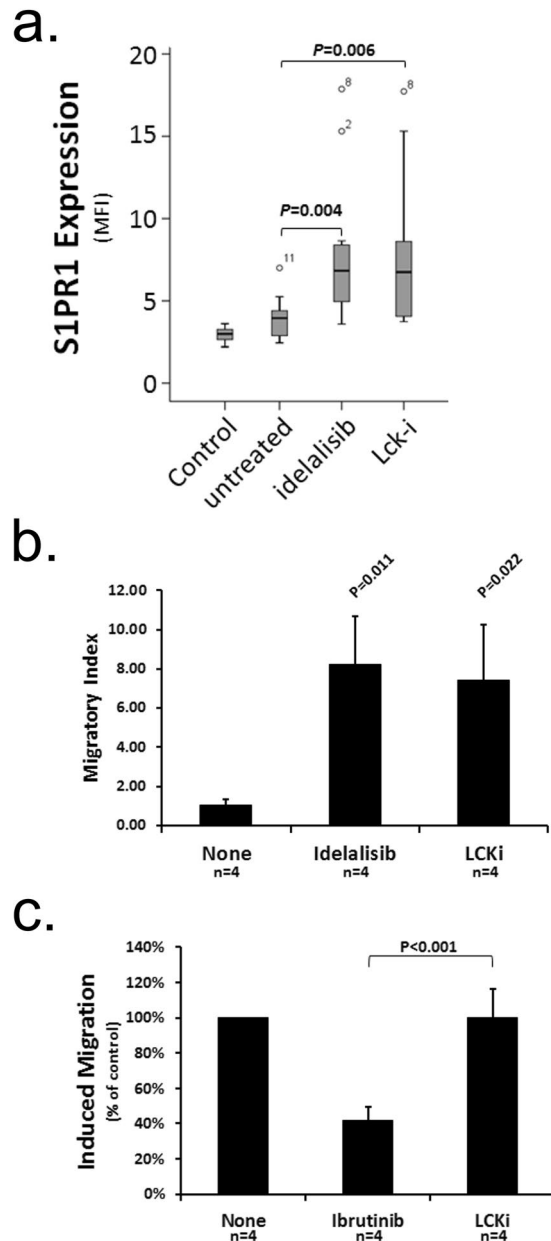 a.
20
15
10
5
0
S1PR1 Expression
(MFI)
P=0.006
8
8
2
P=0.004
11
Control
untreated
idelalisib
Lck-i
b.
12.00
10.00
8.00
6.00
4.00
2.00
0.00
Migratory Index
P=0.011
P=0.022
None
n=4
Idelalisib
n=4
LCKi
n=4
c.
140%
120%
100%
80%
60%
40%
20%
0%
Induced Migration
(% of control)
P<0.001
None
n=4
Ibrutinib
n=4
LCKi
n=4